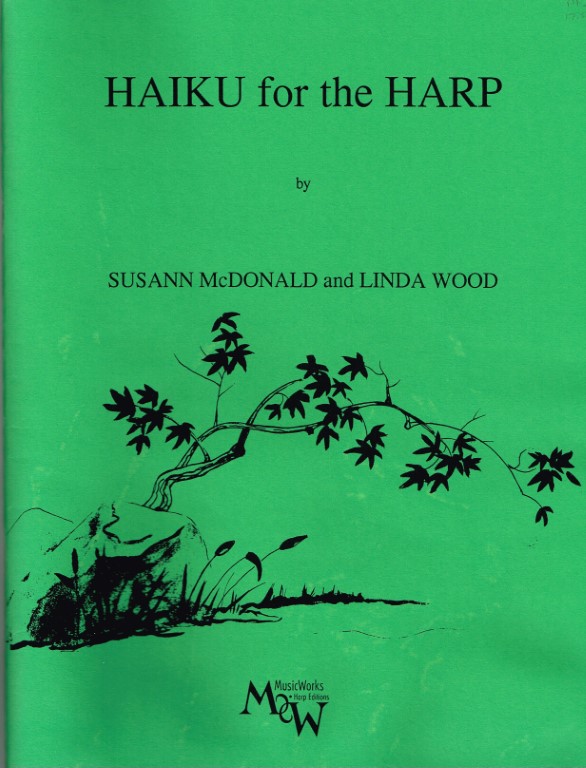 HAIKU for the HARP
by
SUSANN McDONALD and LINDA WOOD
MusicWorks
Harp Editions
MW